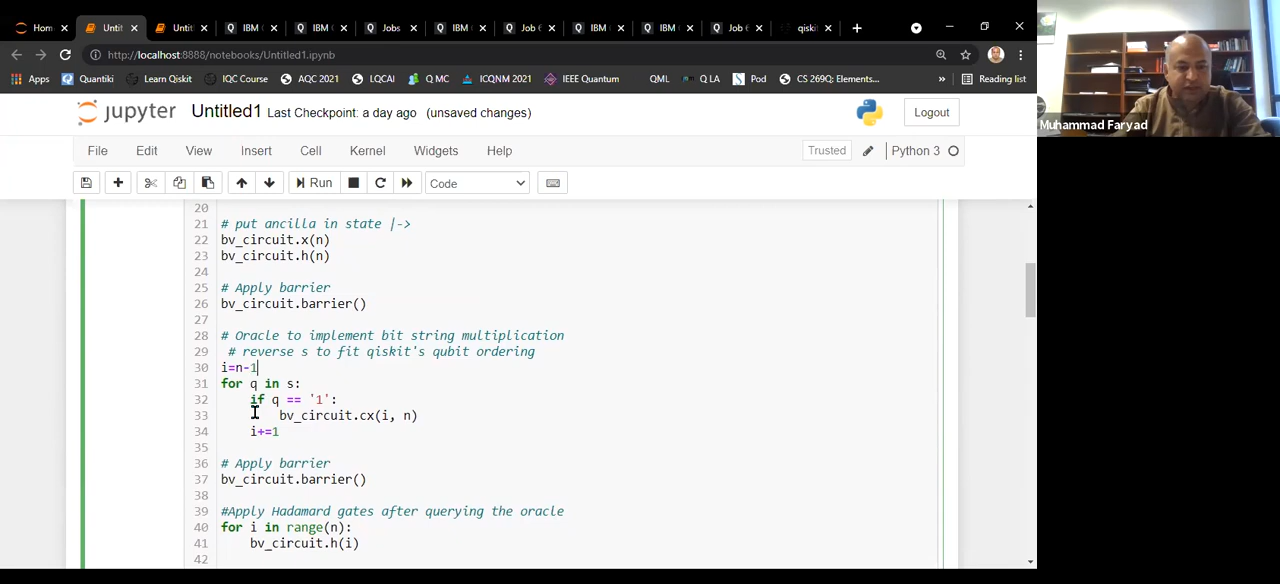 Hom
Unti
Unti
IBM
IBM
Jobs
IBM
Job
IBM
IBM
Job
qiski
http://localhost:8888/notebooks/Untitled1.ipynb
Apps Quantiki Learn Qiskit IQC Course AQC 2021 LQCAI Q MC ICQNM 2021 IEEE Quantum QML Q LA Pod CS 269Q: Elements... » Reading list
jupyter Untitled1 Last Checkpoint: a day ago (unsaved changes) Logout
Muhammad Faryad
File Edit View Insert Cell Kernel Widgets Help Trusted Python 3
Run Code
20
21 # put ancilla in state |->
22 bv_circuit.x(n)
23 bv_circuit.h(n)
24
25 # Apply barrier
26 bv_circuit.barrier()
27
28 # Oracle to implement bit string multiplication
29 # reverse s to fit qiskit's qubit ordering
30 i=n-1
31 for q in s:
32 if q == '1':
33 bv_circuit.cx(i, n)
34 i+=1
35
36 # Apply barrier
37 bv_circuit.barrier()
38
39 #Apply Hadamard gates after querying the oracle
40 for i in range(n):
41 bv_circuit.h(i)
42